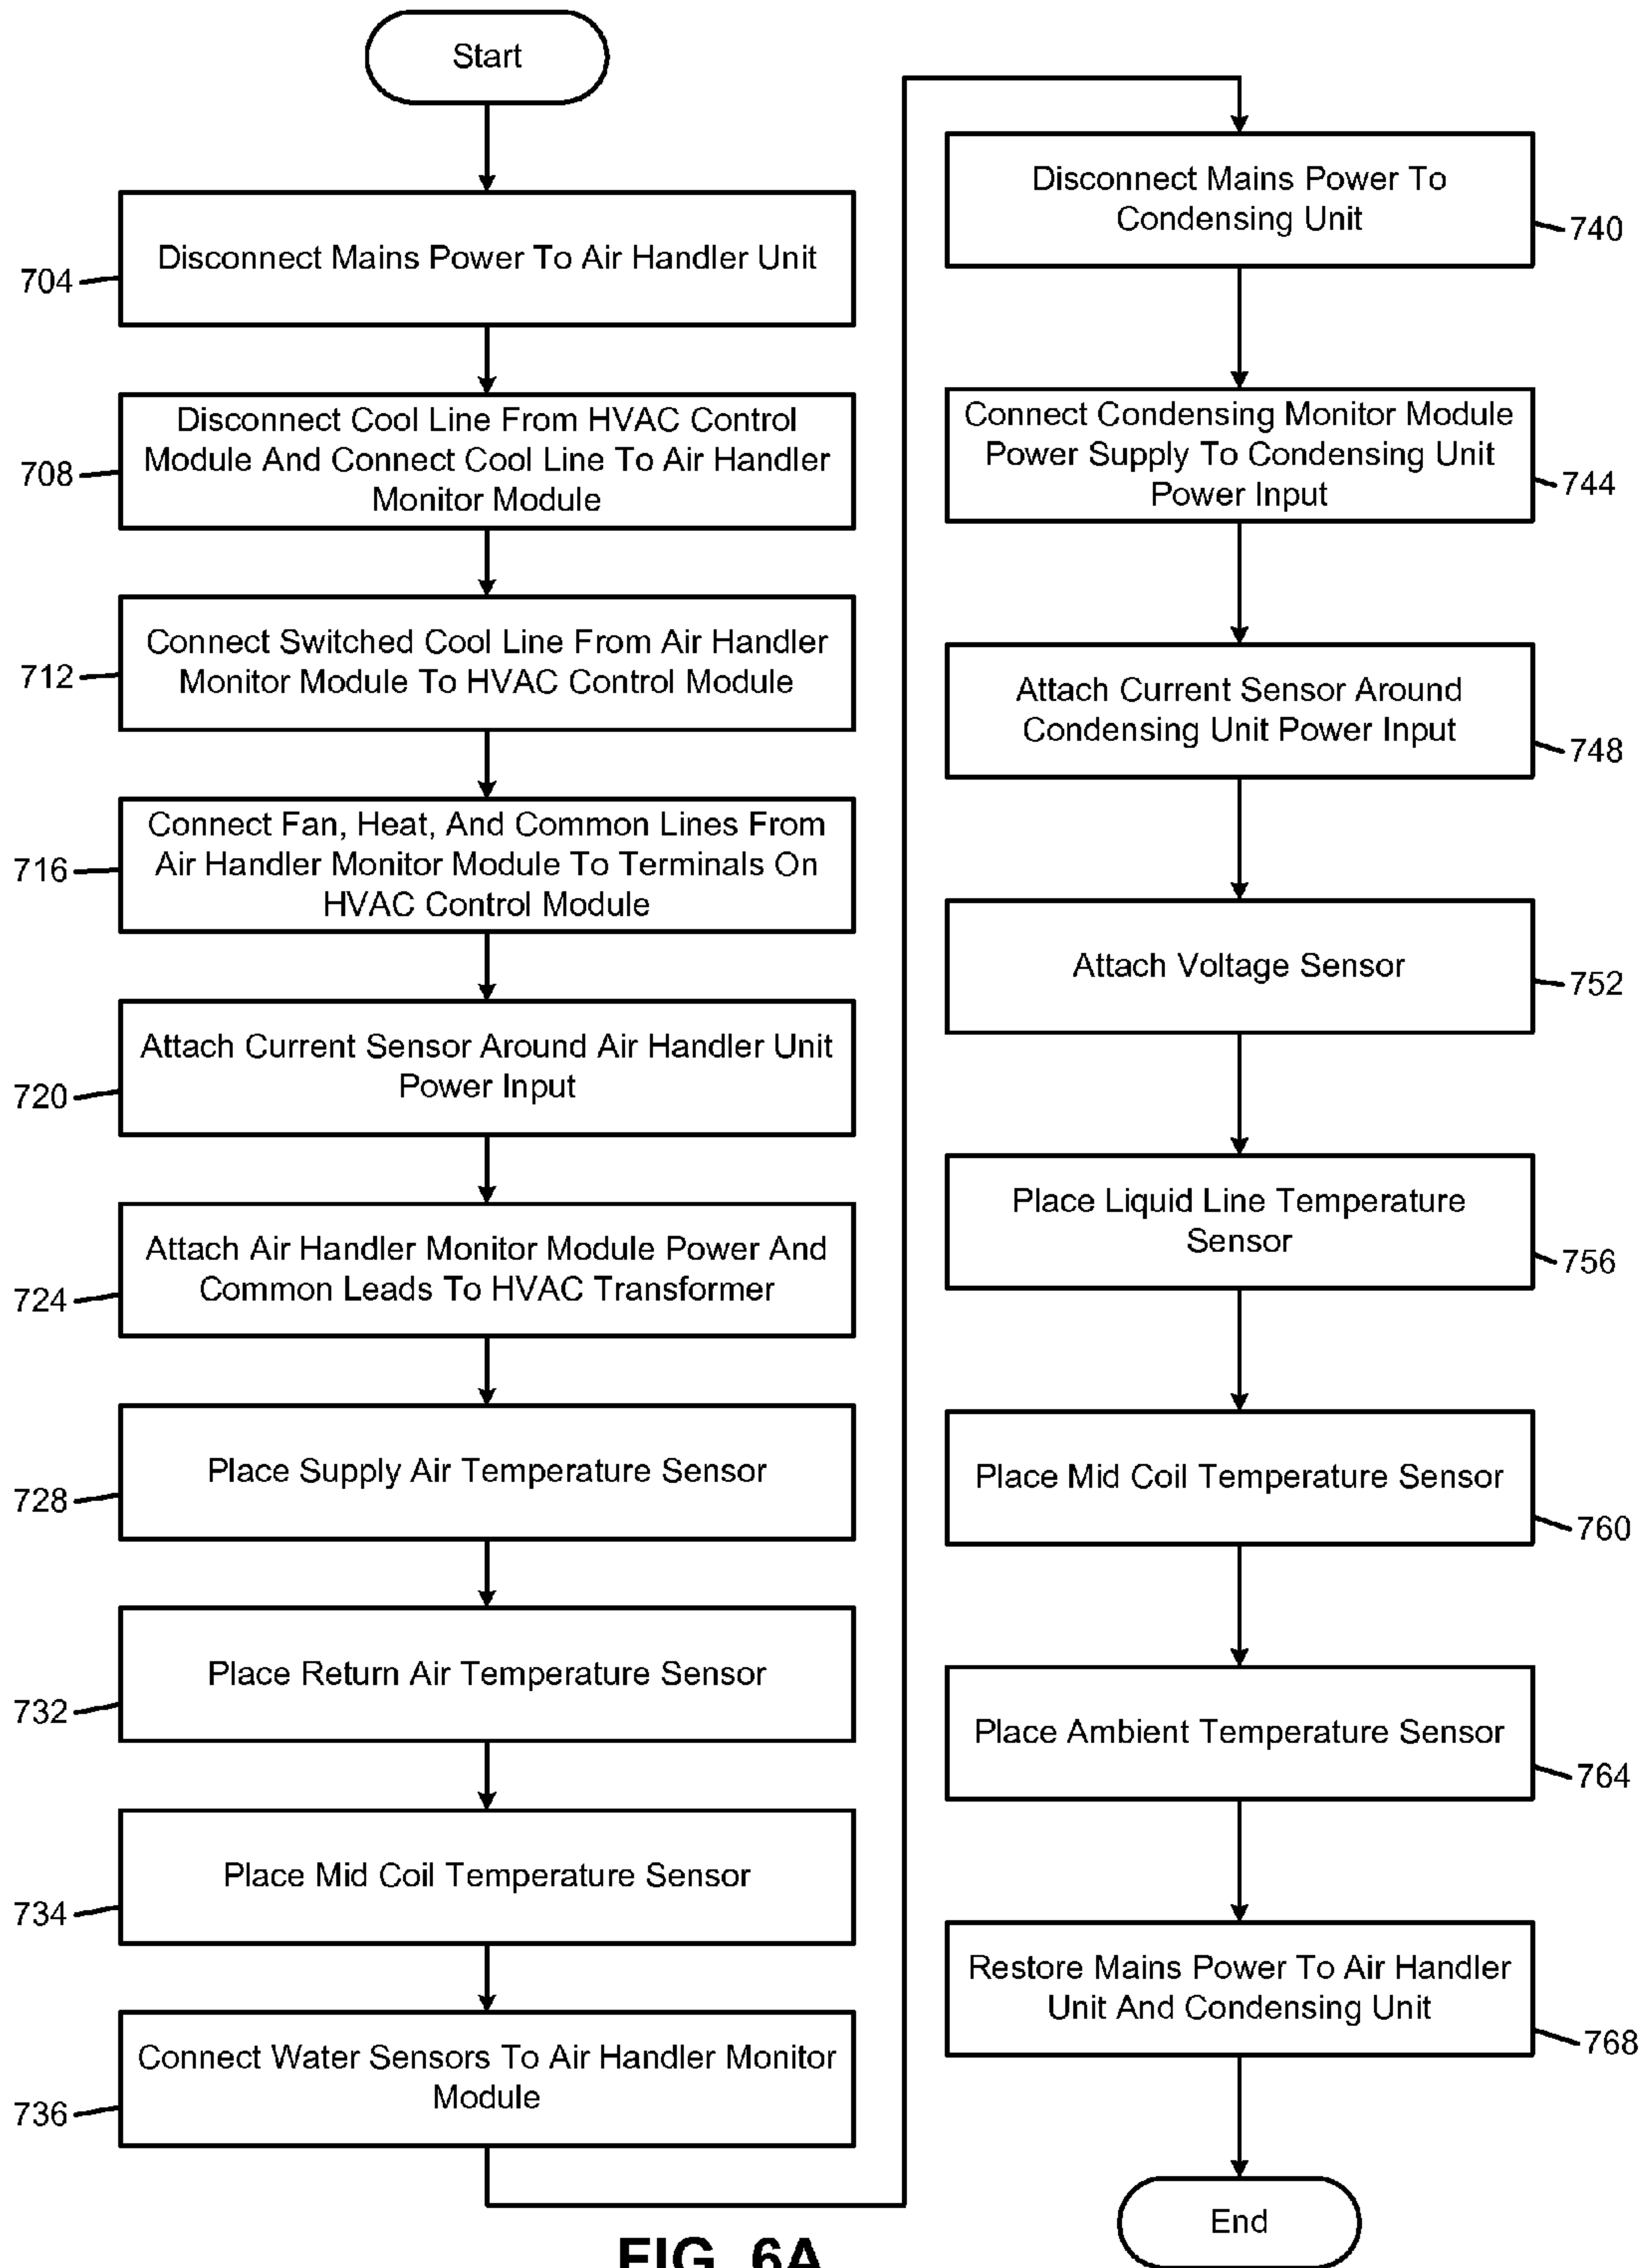 Start
Disconnect Mains Power To Air Handler Unit
704
Disconnect Cool Line From HVAC Control
Module And Connect Cool Line To Air Handler
Monitor Module
708
Connect Switched Cool Line From Air Handler
Monitor Module To HVAC Control Module
712
Connect Fan, Heat, And Common Lines From
Air Handler Monitor Module To Terminals On
HVAC Control Module
716
Attach Current Sensor Around Air Handler Unit
Power Input
720
Attach Air Handler Monitor Module Power And
Common Leads To HVAC Transformer
724
Place Supply Air Temperature Sensor
728
Place Return Air Temperature Sensor
732
Place Mid Coil Temperature Sensor
734
Connect Water Sensors To Air Handler Monitor
Module
736
Disconnect Mains Power To
Condensing Unit
740
Connect Condensing Monitor Module
Power Supply To Condensing Unit
Power Input
744
Attach Current Sensor Around
Condensing Unit Power Input
748
Attach Voltage Sensor
752
Place Liquid Line Temperature
Sensor
756
Place Mid Coil Temperature Sensor
760
Place Ambient Temperature Sensor
764
Restore Mains Power To Air Handler
Unit And Condensing Unit
768
End
FIG. 6A